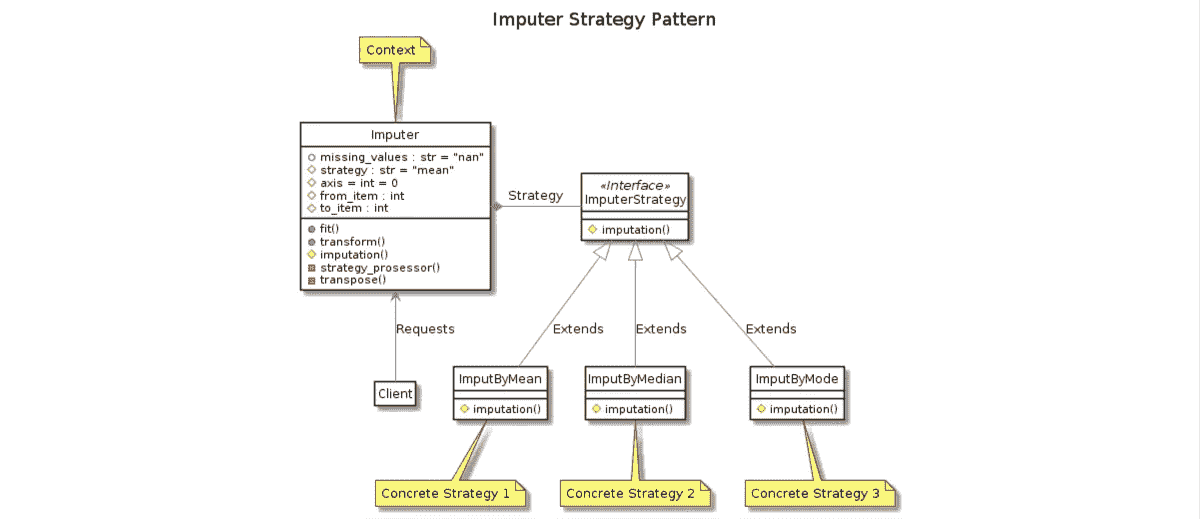 Imputer Strategy Pattern
Context
Imputer
missing_values : str = "nan"
strategy : str = "mean"
axis = int = 0
from_item : int
to_item : int
fit()
transform()
imputation()
strategy_prosessor()
transpose()
Strategy
«Interface»
ImputerStrategy
imputation()
Requests
Extends
Extends
Extends
Client
ImputByMean
imputation()
ImputByMedian
imputation()
ImputByMode
imputation()
Concrete Strategy 1
Concrete Strategy 2
Concrete Strategy 3